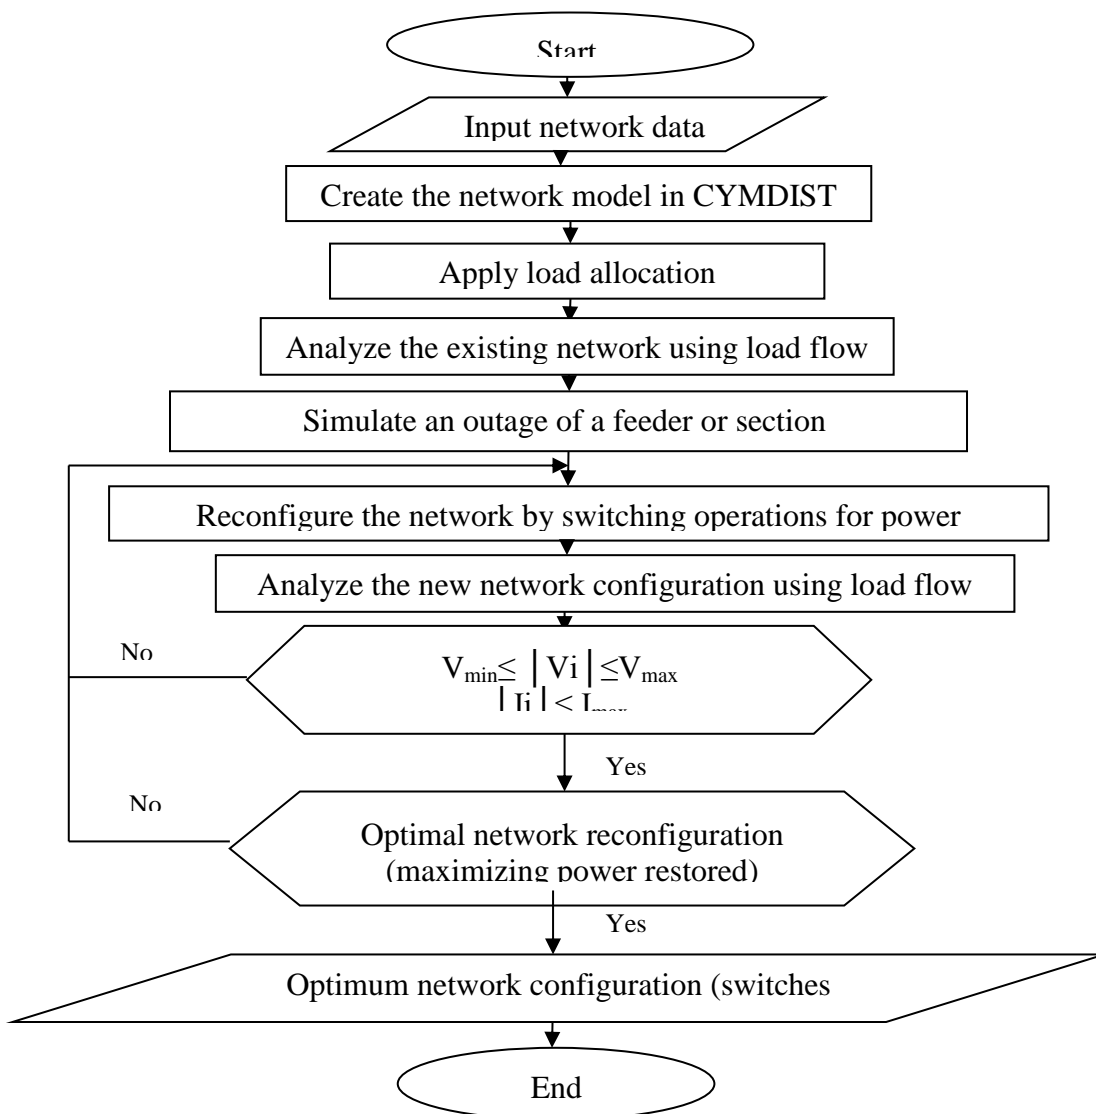 Start
Input network data
Create the network model in CYMDIST
Apply load allocation
Analyze the existing network using load flow
Simulate an outage of a feeder or section
Reconfigure the network by switching operations for power
Analyze the new network configuration using load flow
No
Vmin≤ |Vi| ≤Vmax
|Ii| ≤ Imax
Yes
No
Optimal network reconfiguration
(maximizing power restored)
Yes
Optimum network configuration (switches
End